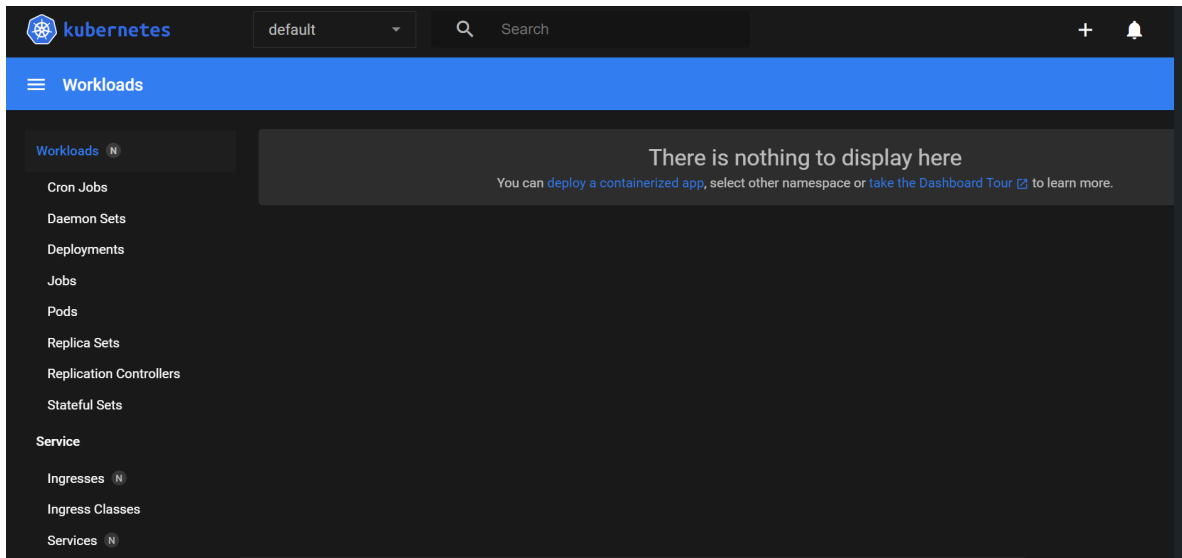 kubernetes
default
Search
Workloads
Workloads N
There is nothing to display here
You can deploy a containerized app, select other namespace or take the Dashboard Tour to learn more.
Cron Jobs
Daemon Sets
Deployments
Jobs
Pods
Replica Sets
Replication Controllers
Stateful Sets
Service
Ingresses N
Ingress Classes
Services N